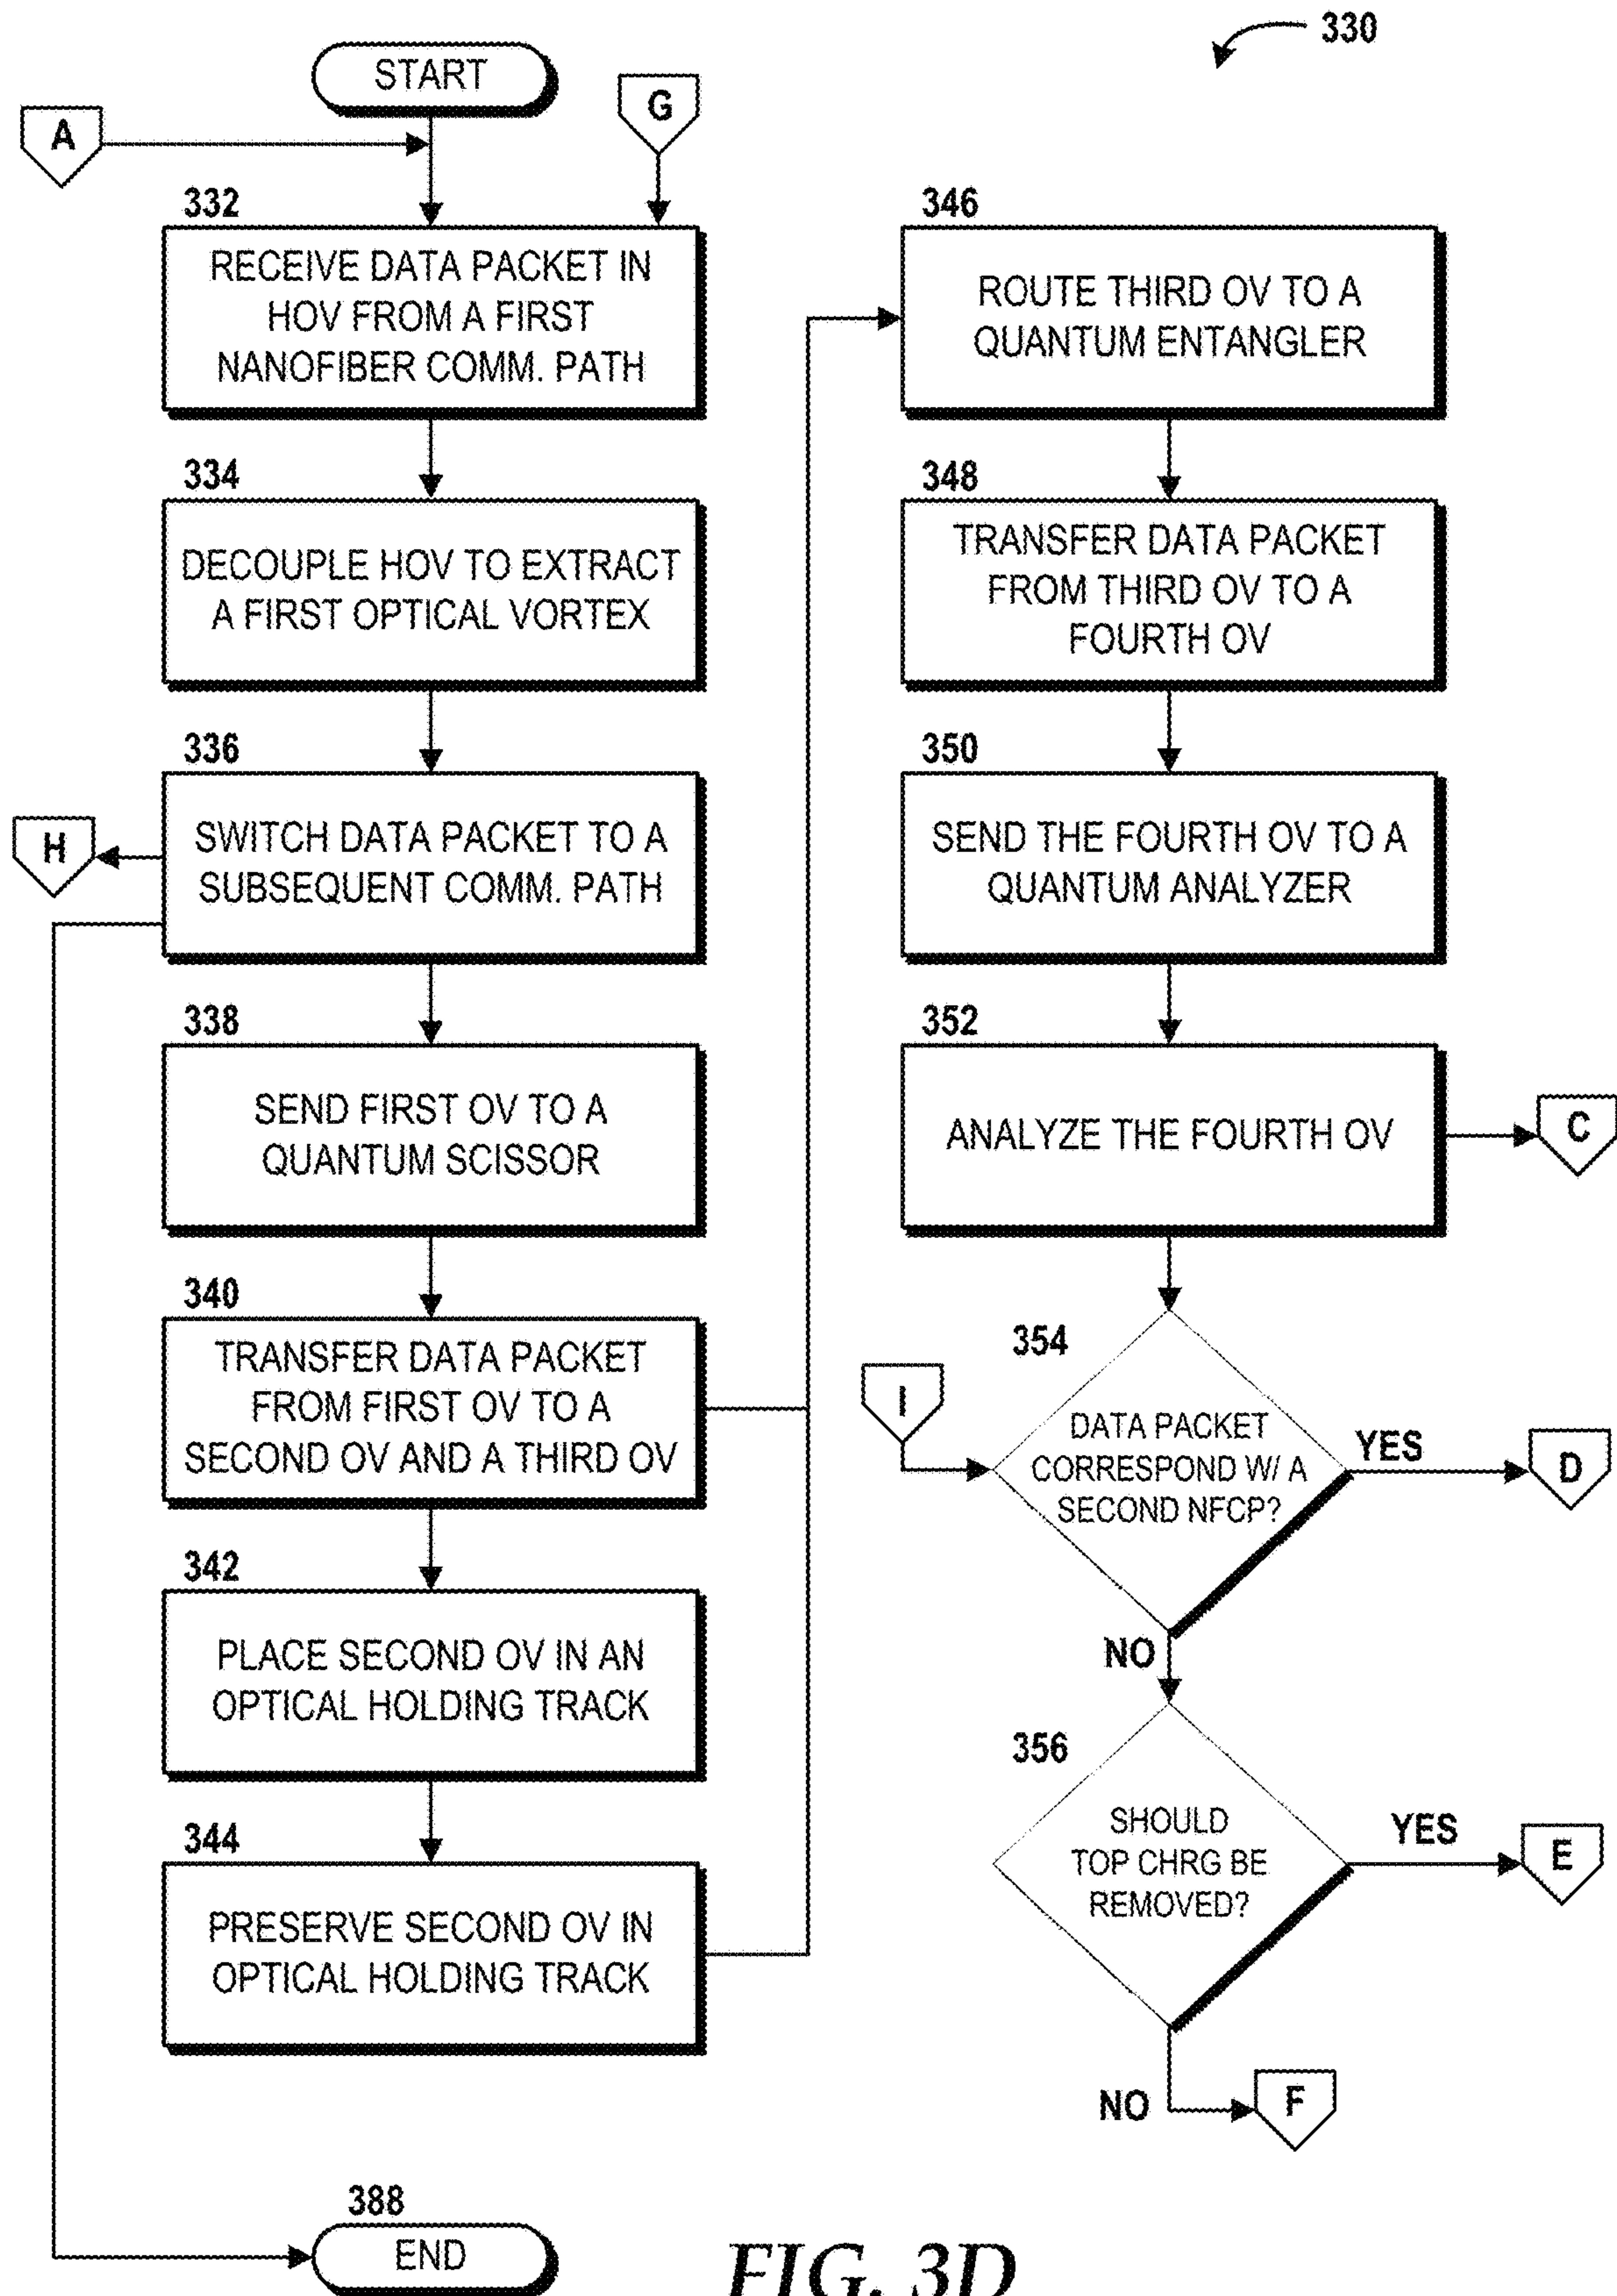 330
START
A
G
332
RECEIVE DATA PACKET IN
HOV FROM A FIRST
NANOFIBER COMM. PATH
334
DECOUPLE HOV TO EXTRACT
A FIRST OPTICAL VORTEX
336
SWITCH DATA PACKET TO A
SUBSEQUENT COMM. PATH
H
338
SEND FIRST OV TO A
QUANTUM SCISSOR
340
TRANSFER DATA PACKET
FROM FIRST OV TO A
SECOND OV AND A THIRD OV
342
PLACE SECOND OV IN AN
OPTICAL HOLDING TRACK
344
PRESERVE SECOND OV IN
OPTICAL HOLDING TRACK
346
ROUTE THIRD OV TO A
QUANTUM ENTANGLER
348
TRANSFER DATA PACKET
FROM THIRD OV TO A
FOURTH OV
350
SEND THE FOURTH OV TO A
QUANTUM ANALYZER
352
ANALYZE THE FOURTH OV
C
354
I
DATA PACKET
CORRESPOND W/ A
SECOND NFCP?
YES
D
NO
356
SHOULD
TOP CHRG BE
REMOVED?
YES
E
NO
F
388
END
FIG. 3D